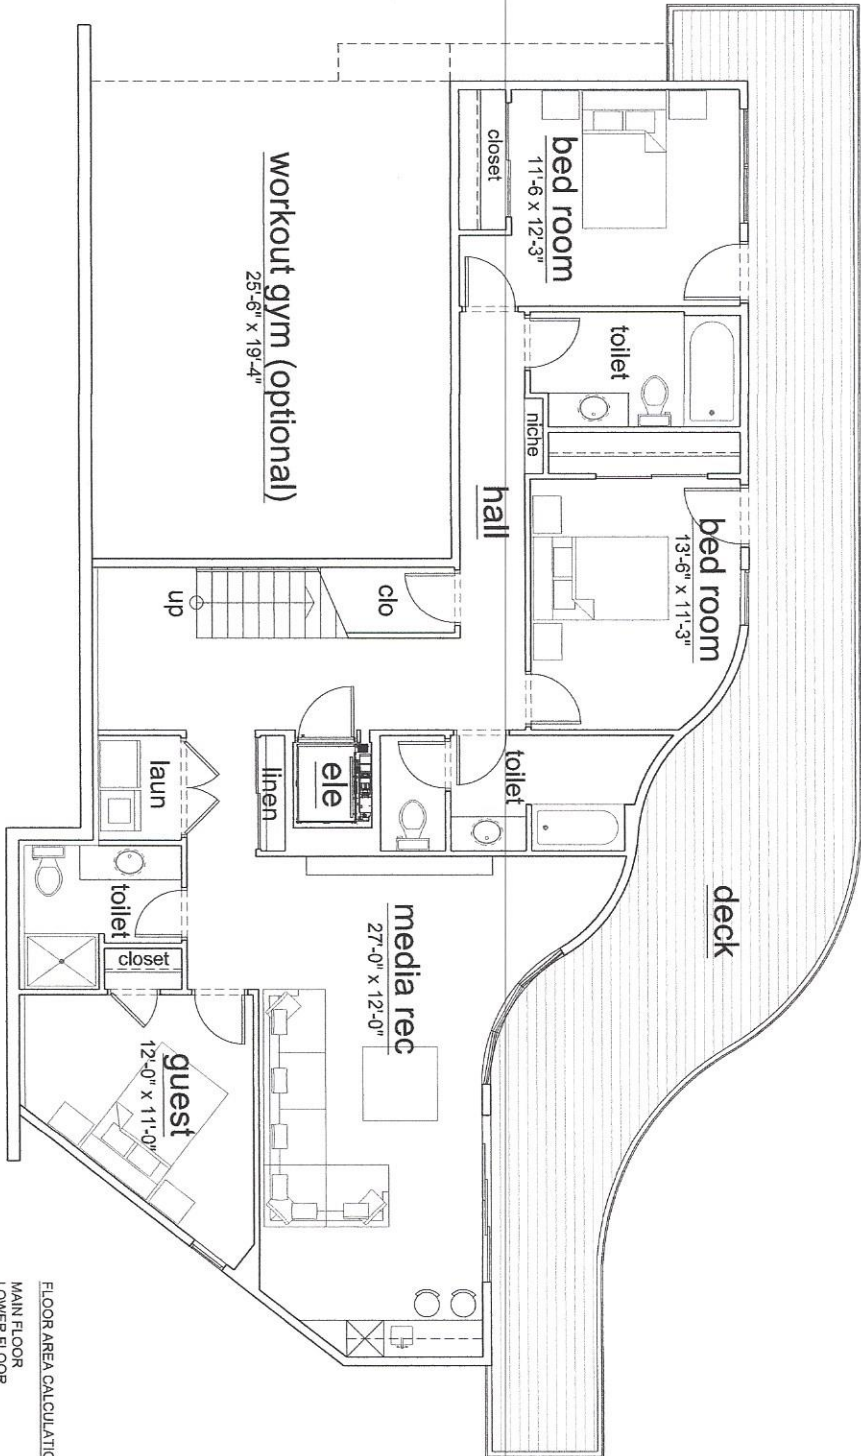 deck
bed room
11'-6 x 12'-3"
closet
toilet
niche
bed room
13'-6" x 11'-3"
hall
workout gym (optional)
25'-6" x 19'-4"
clo
up
toilet
ele
linen
laun
toilet
closet
media rec
27'-0" x 12'-0"
guest
12'-0" x 11'-0"
FLOOR AREA
MAIN FLOOR